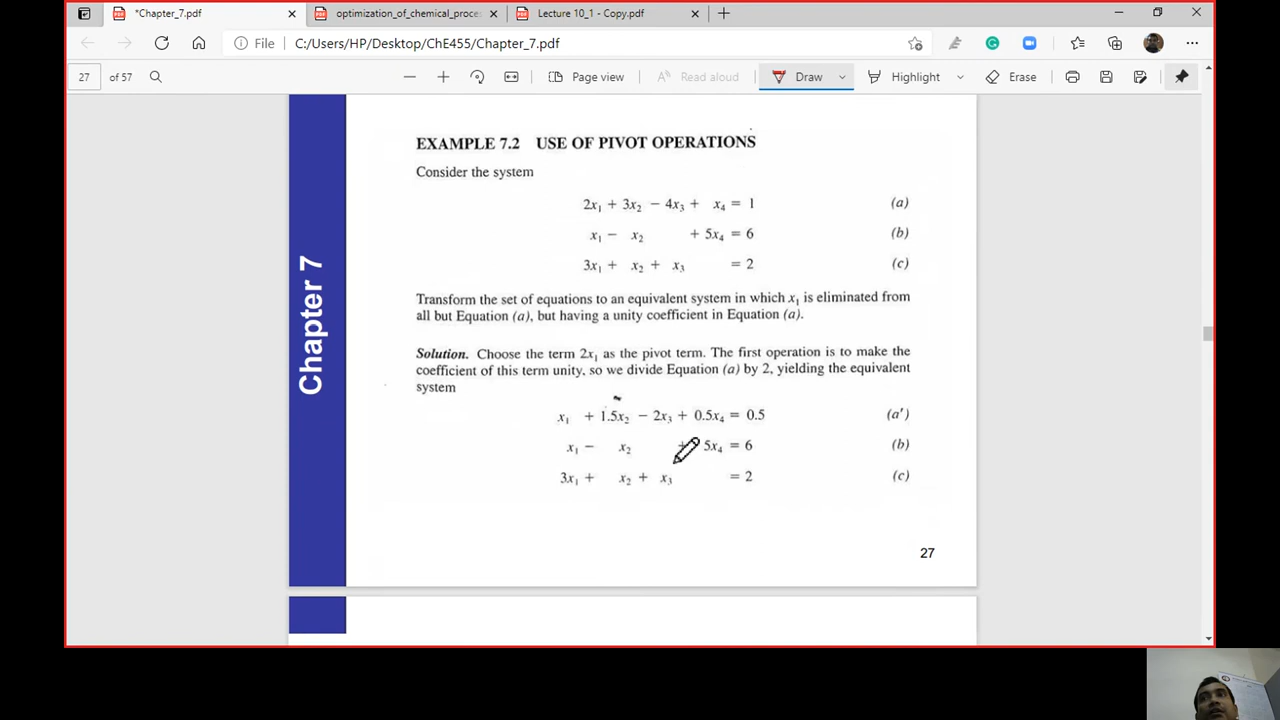 *Chapter_7.pdf
optimization_of_chemical_proce
Lecture 10_1 - Copy.pdf
File C:/Users/HP/Desktop/ChE455/Chapter_7.pdf
27 of 57 Page view Read aloud Draw Highlight Erase
Chapter 7
EXAMPLE 7.2 USE OF PIVOT OPERATIONS
Consider the system
2x₁ + 3x₂ − 4x₃ + x₄ = 1 (a)
x₁ − x₂ + 5x₄ = 6 (b)
3x₁ + x₂ + x₃ = 2 (c)
Transform the set of equations to an equivalent system in which x₁ is eliminated from
all but Equation (a), but having a unity coefficient in Equation (a).
Solution. Choose the term 2x₁ as the pivot term. The first operation is to make the
coefficient of this term unity, so we divide Equation (a) by 2, yielding the equivalent
system
x₁ + 1.5x₂ − 2x₃ + 0.5x₄ = 0.5 (a′)
x₁ − x₂ + 5x₄ = 6 (b)
3x₁ + x₂ + x₃ = 2 (c)
27